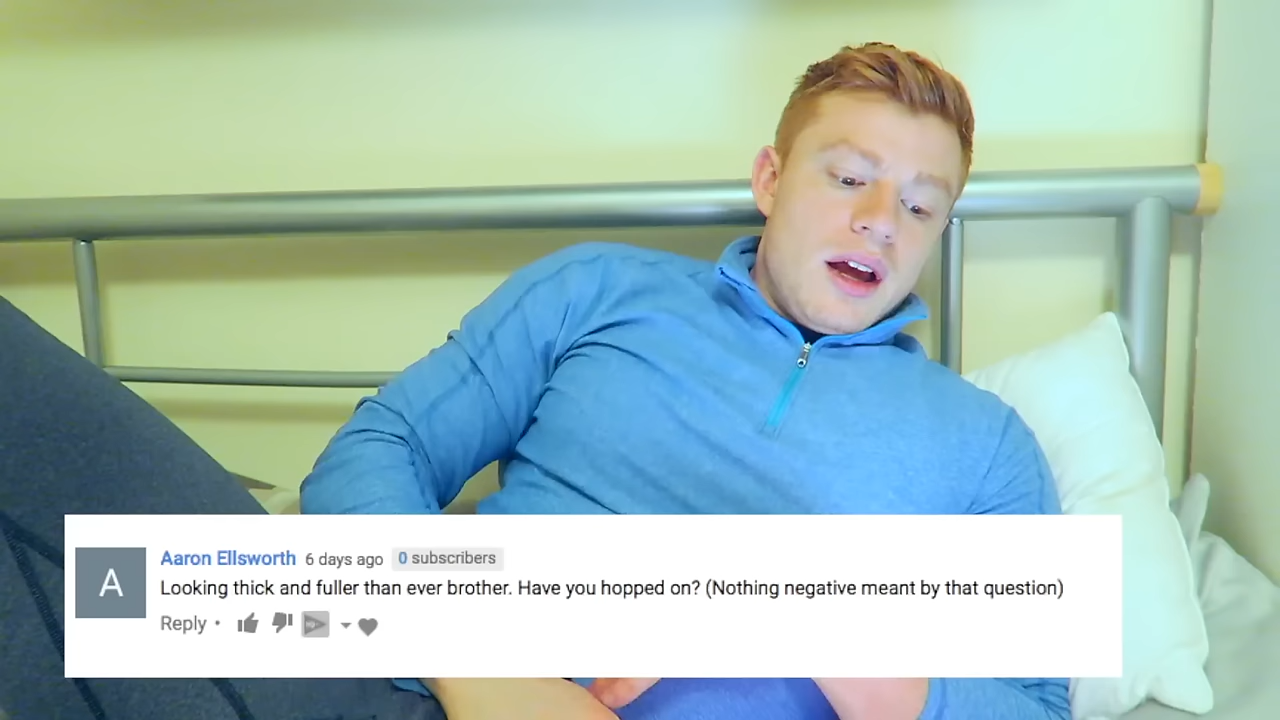 A
Aaron Ellsworth 6 days ago 0 subscribers
Looking thick and fuller than ever brother. Have you hopped on? (Nothing negative meant by that question)
Reply •